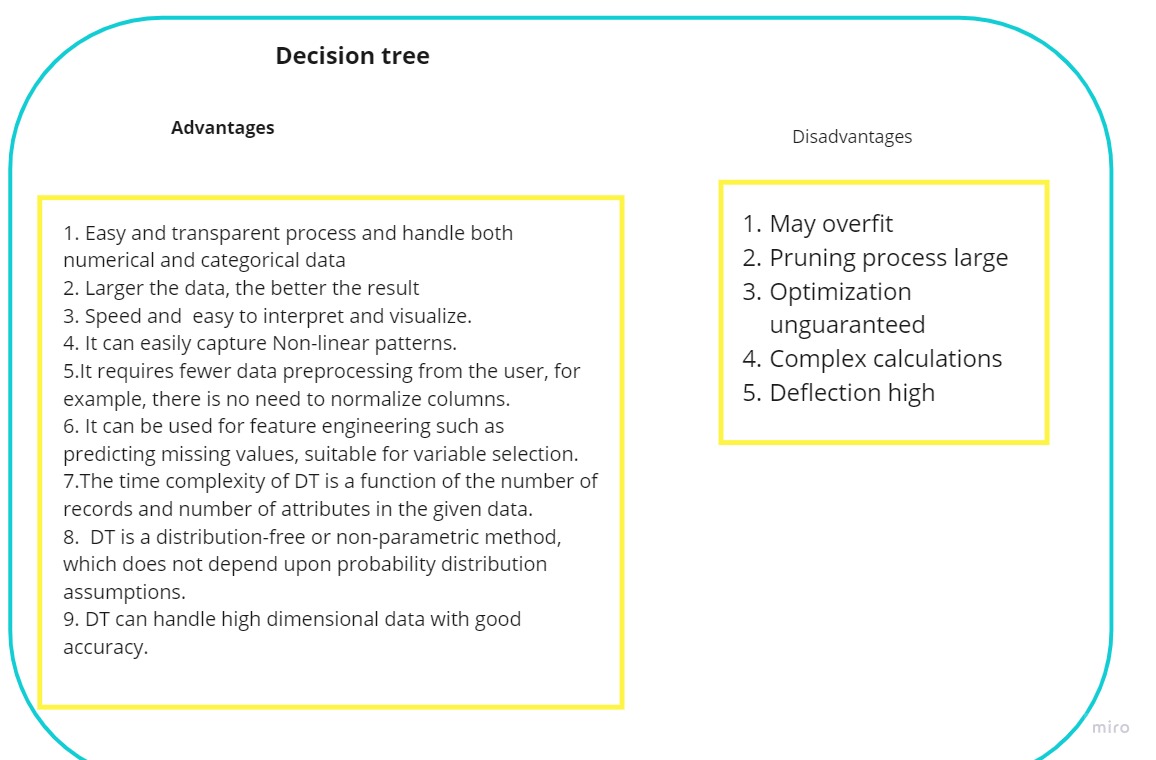 Decision tree
Advantages
1. Easy and transparent process and handle both
numerical and categorical data
2. Larger the data, the better the result
3. Speed and  easy to interpret and visualize.
4. It can easily capture Non-linear patterns.
5.It requires fewer data preprocessing from the user, for
example, there is no need to normalize columns.
6. It can be used for feature engineering such as
predicting missing values, suitable for variable selection.
7.The time complexity of DT is a function of the number of
records and number of attributes in the given data.
8.  DT is a distribution-free or non-parametric method,
which does not depend upon probability distribution
assumptions.
9. DT can handle high dimensional data with good
accuracy.
Disadvantages
1. May overfit
2. Pruning process large
3. Optimization
unguaranteed
4. Complex calculations
5. Deflection high
miro